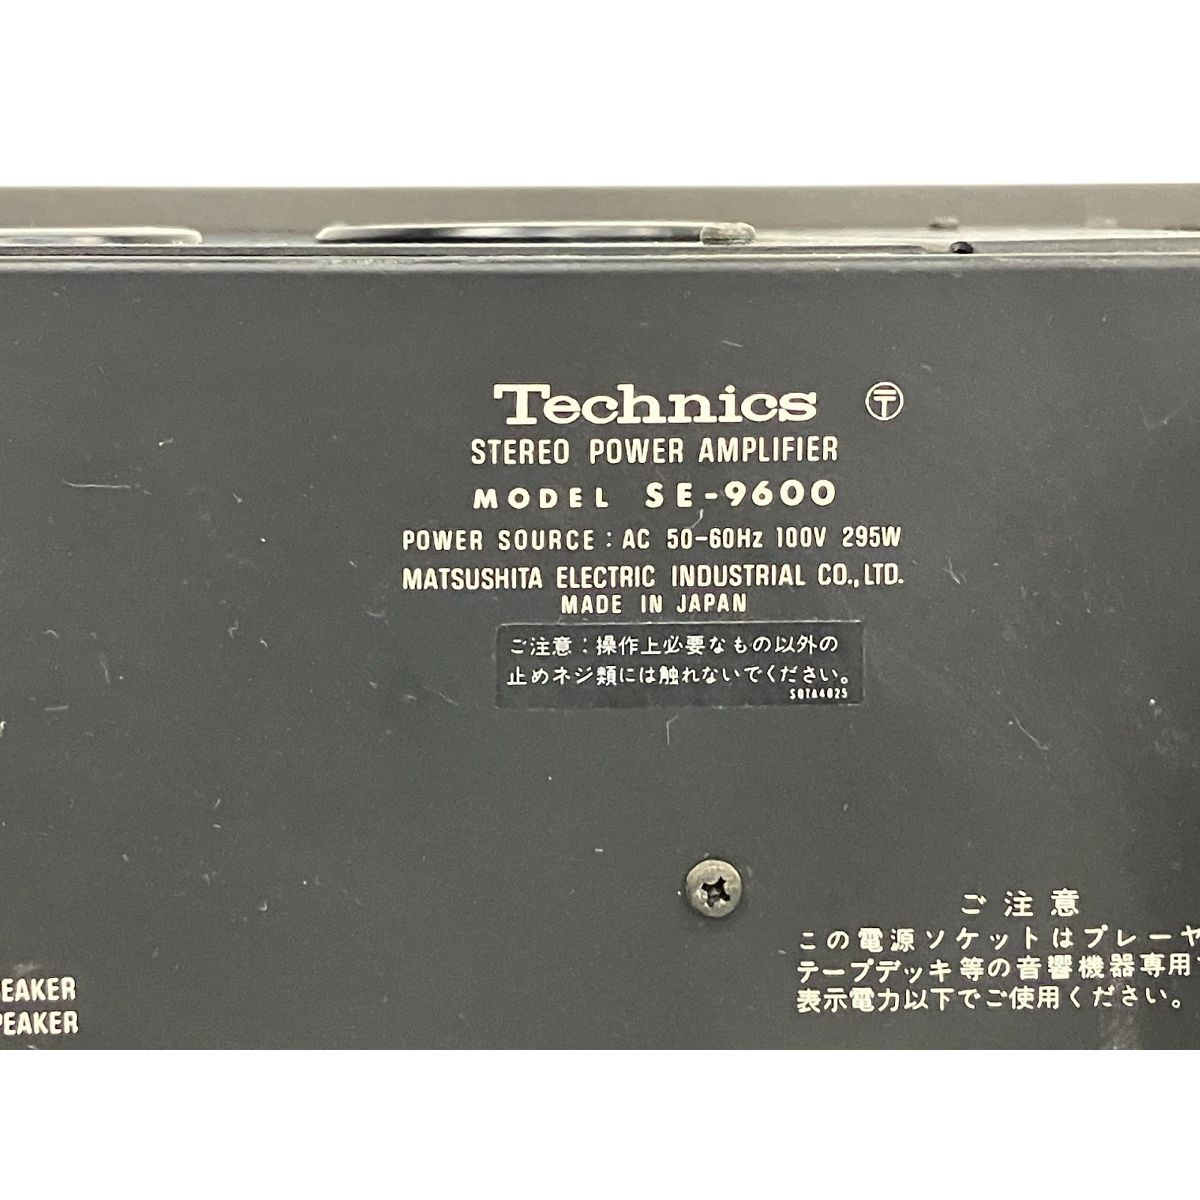 Technics
STEREO POWER AMPLIFIER
MODEL SE-9600
POWER SOURCE : AC 50-60Hz 100V 295W
MATSUSHITA ELECTRIC INDUSTRIAL CO.,LTD.
MADE IN JAPAN
ご注意：操作上必要なもの以外の
止めネジ類には触れないでください。
SQTA4025
ご注意
この電源ソケットはプレーヤ
テープデッキ等の音響機器専用
表示電力以下でご使用ください。
EAKER
PEAKER